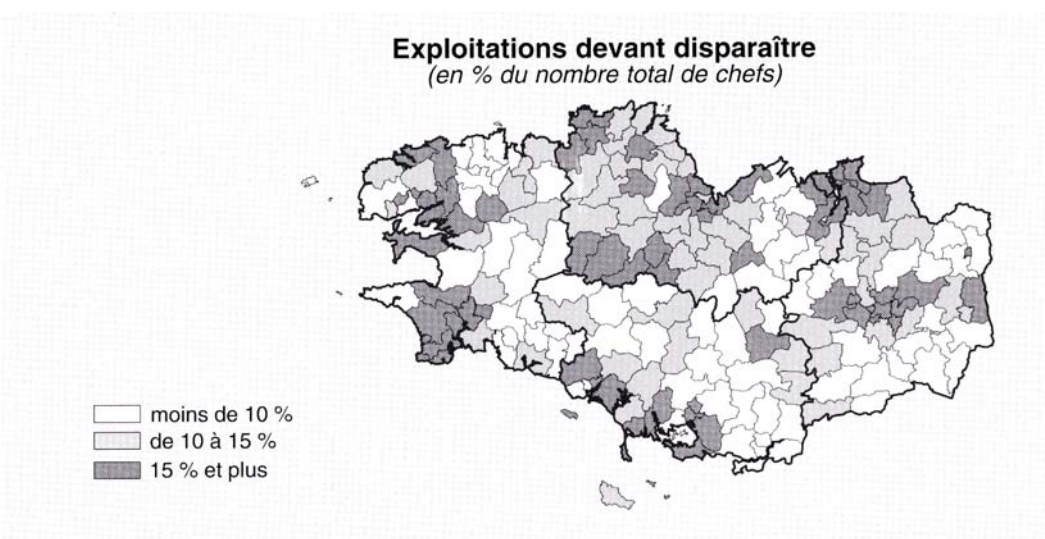 Exploitations devant disparaître
(en % du nombre total de chefs)
moins de 10 %
de 10 à 15 %
15 % et plus